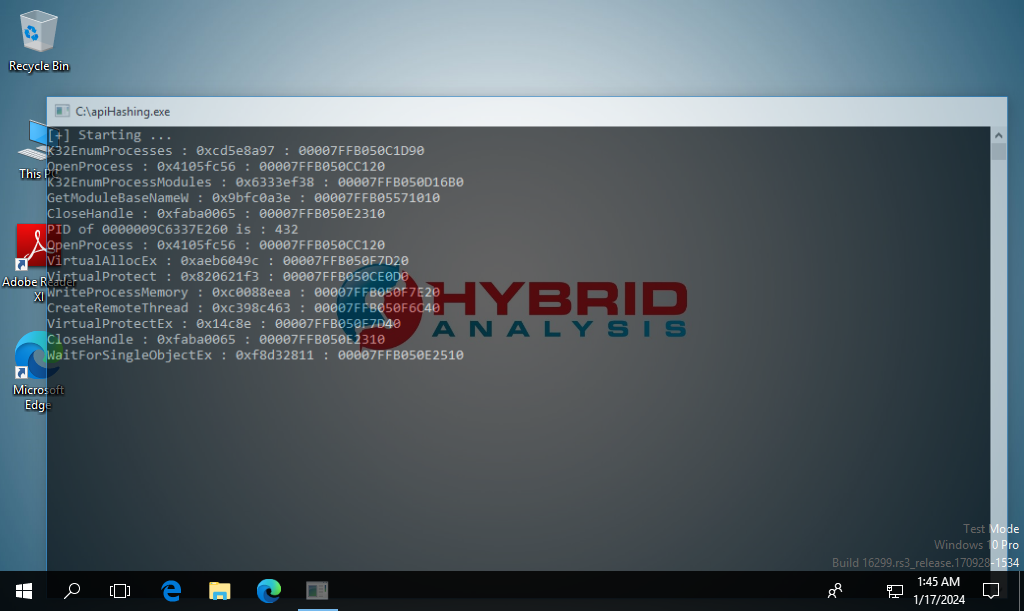 Recycle Bin
C:\apiHashing.exe
[+] Starting ...
K32EnumProcesses : 0xcd5e8a97 : 00007FFB050C1D90
OpenProcess : 0x4105fc56 : 00007FFB050CC120
This P
K32EnumProcessModules : 0x6333ef38 : 00007FFB050D16B0
GetModuleBaseNameW : 0x9bfc0a3e : 00007FFB05571010
CloseHandle : 0xfaba0065 : 00007FFB050E2310
PID of 0000009C6337E260 is : 432
OpenProcess : 0x4105fc56 : 00007FFB050CC120
VirtualAllocEx : 0xaeb6049c : 00007FFB050F7D20
VirtualProtect : 0x820621f3 : 00007FFB050CE0D0
Adobe Reader
XI
WriteProcessMemory : 0xc0088eea : 00007FFB050F7E20
CreateRemoteThread : 0xc398c463 : 00007FFB050F6C40
VirtualProtectEx : 0x14c8e : 00007FFB050F7D40
CloseHandle : 0xfaba0065 : 00007FFB050E2310
WaitForSingleObjectEx : 0xf8d32811 : 00007FFB050E2510
HYBRID
ANALYSIS
Microsoft
Edge
Test Mode
Windows 10 Pro
Build 16299.rs3_release.170928-1534
1:45 AM
1/17/2024